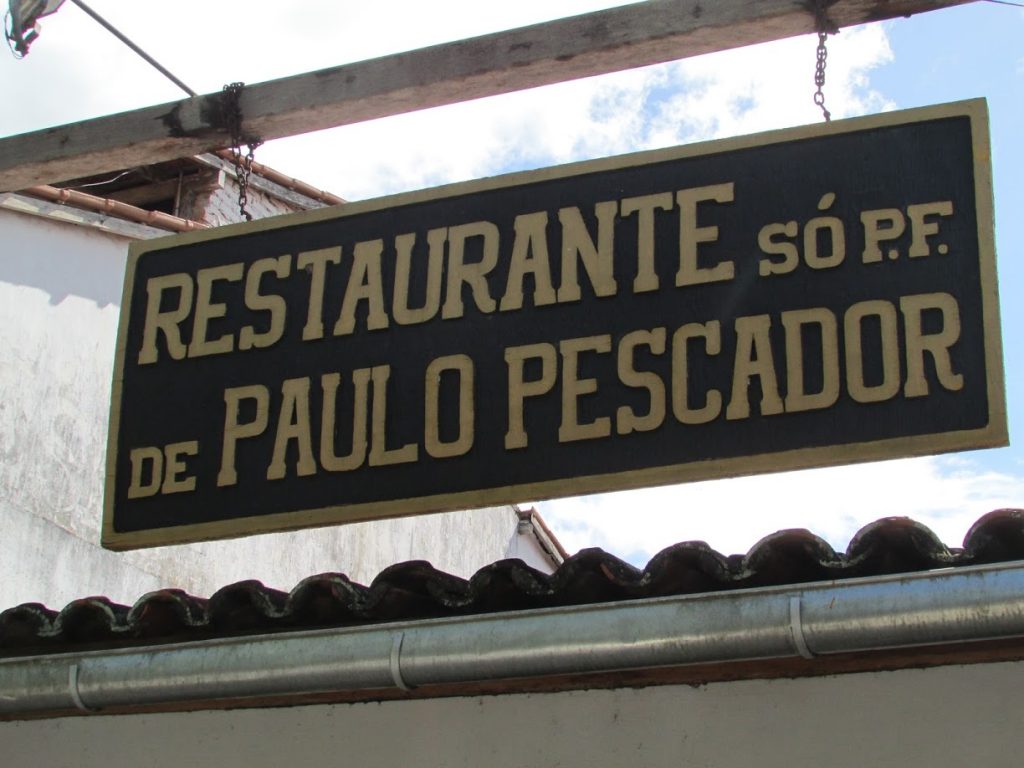 RESTAURANTE SÓ P.F.
DE PAULO PESCADOR